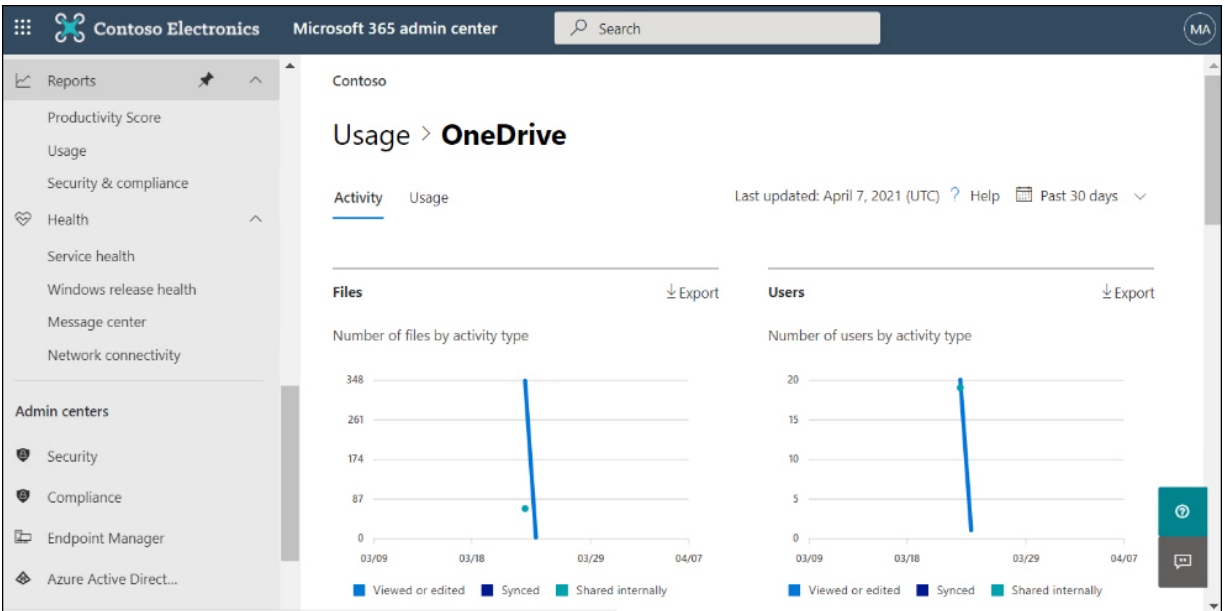 Contoso Electronics
Microsoft 365 admin center
Search
MA
Reports
Productivity Score
Usage
Security & compliance
Health
Service health
Windows release health
Message center
Network connectivity
Admin centers
Security
Compliance
Endpoint Manager
Azure Active Direct...
Contoso
Usage > OneDrive
Activity Usage
Last updated: April 7, 2021 (UTC) ? Help Past 30 days
Files Export
Number of files by activity type
348
261
174
87
0
03/09 03/18 03/29 04/07
Viewed or edited Synced Shared internally
Users Export
Number of users by activity type
20
15
10
5
0
03/09 03/18 03/29 04/07
Viewed or edited Synced Shared internally